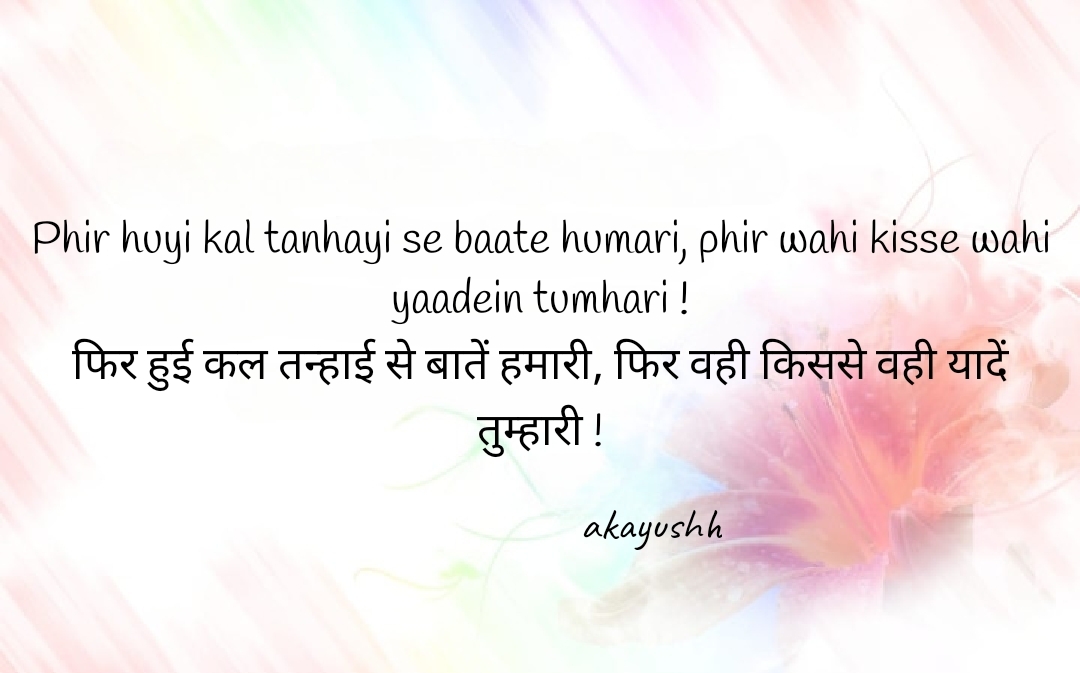 Phir huyi kal tanhayi se baate humari, phir wahi kisse wahi
yaadein tumhari !
फिर हुई कल तन्हाई से बातें हमारी, फिर वही किससे वही यादें
तुम्हारी !
akayushh